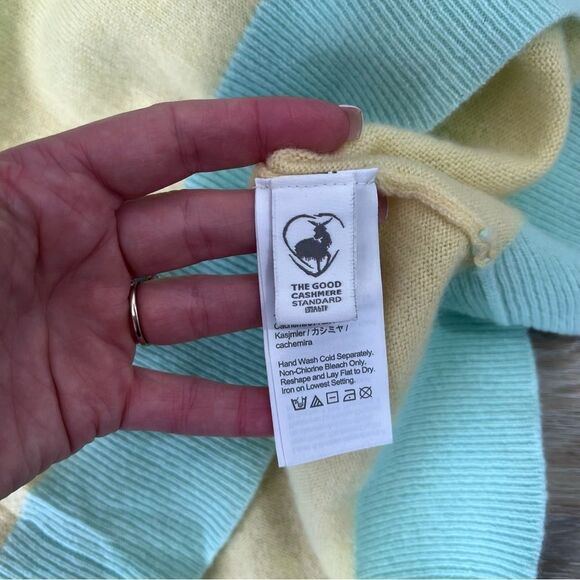 THE GOOD
CASHMERE
STANDARD
Kasjmier / カシミヤ /
cachemira
Hand Wash Cold Separately.
Non-Chlorine Bleach Only.
Reshape and Lay Flat to Dry.
Iron on Lowest Setting.